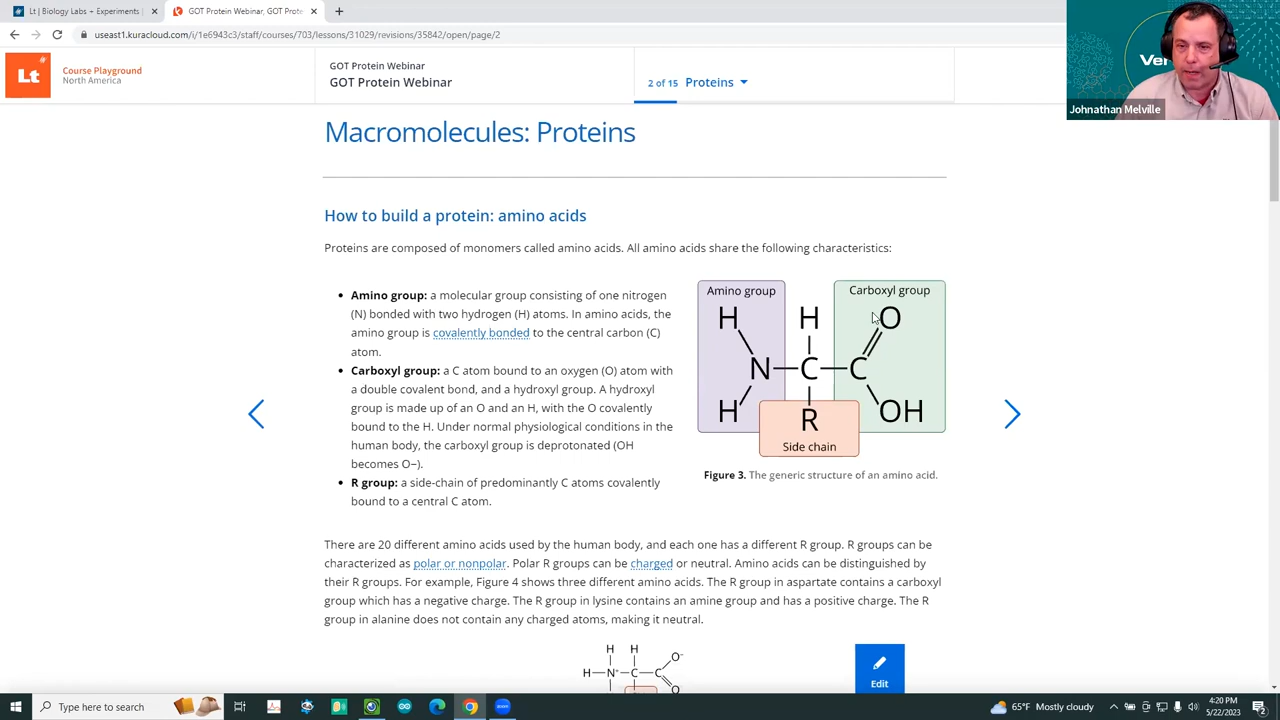 Lt | Biology Labs + Experiments |
GOT Protein Webinar, GOT Prote
useast1.kuracloud.com/i/1e6943c3/staff/courses/703/lessons/31029/revisions/35842/open/page/2
Ver
Johnathan Melville
Lt
Course Playground
North America
GOT Protein Webinar
GOT Protein Webinar
2 of 15 Proteins
Macromolecules: Proteins
How to build a protein: amino acids
Proteins are composed of monomers called amino acids. All amino acids share the following characteristics:
• Amino group: a molecular group consisting of one nitrogen
(N) bonded with two hydrogen (H) atoms. In amino acids, the
amino group is covalently bonded to the central carbon (C)
atom.
• Carboxyl group: a C atom bound to an oxygen (O) atom with
a double covalent bond, and a hydroxyl group. A hydroxyl
group is made up of an O and an H, with the O covalently
bound to the H. Under normal physiological conditions in the
human body, the carboxyl group is deprotonated (OH
becomes O−).
• R group: a side-chain of predominantly C atoms covalently
bound to a central C atom.
Amino group
Carboxyl group
H H O
N C C
H R OH
Side chain
Figure 3. The generic structure of an amino acid.
There are 20 different amino acids used by the human body, and each one has a different R group. R groups can be
characterized as polar or nonpolar. Polar R groups can be charged or neutral. Amino acids can be distinguished by
their R groups. For example, Figure 4 shows three different amino acids. The R group in aspartate contains a carboxyl
group which has a negative charge. The R group in lysine contains an amine group and has a positive charge. The R
group in alanine does not contain any charged atoms, making it neutral.
H H O⁻
H N⁺ C C
O
Edit
Type here to search
65°F Mostly cloudy
4:20 PM
5/22/2023
2